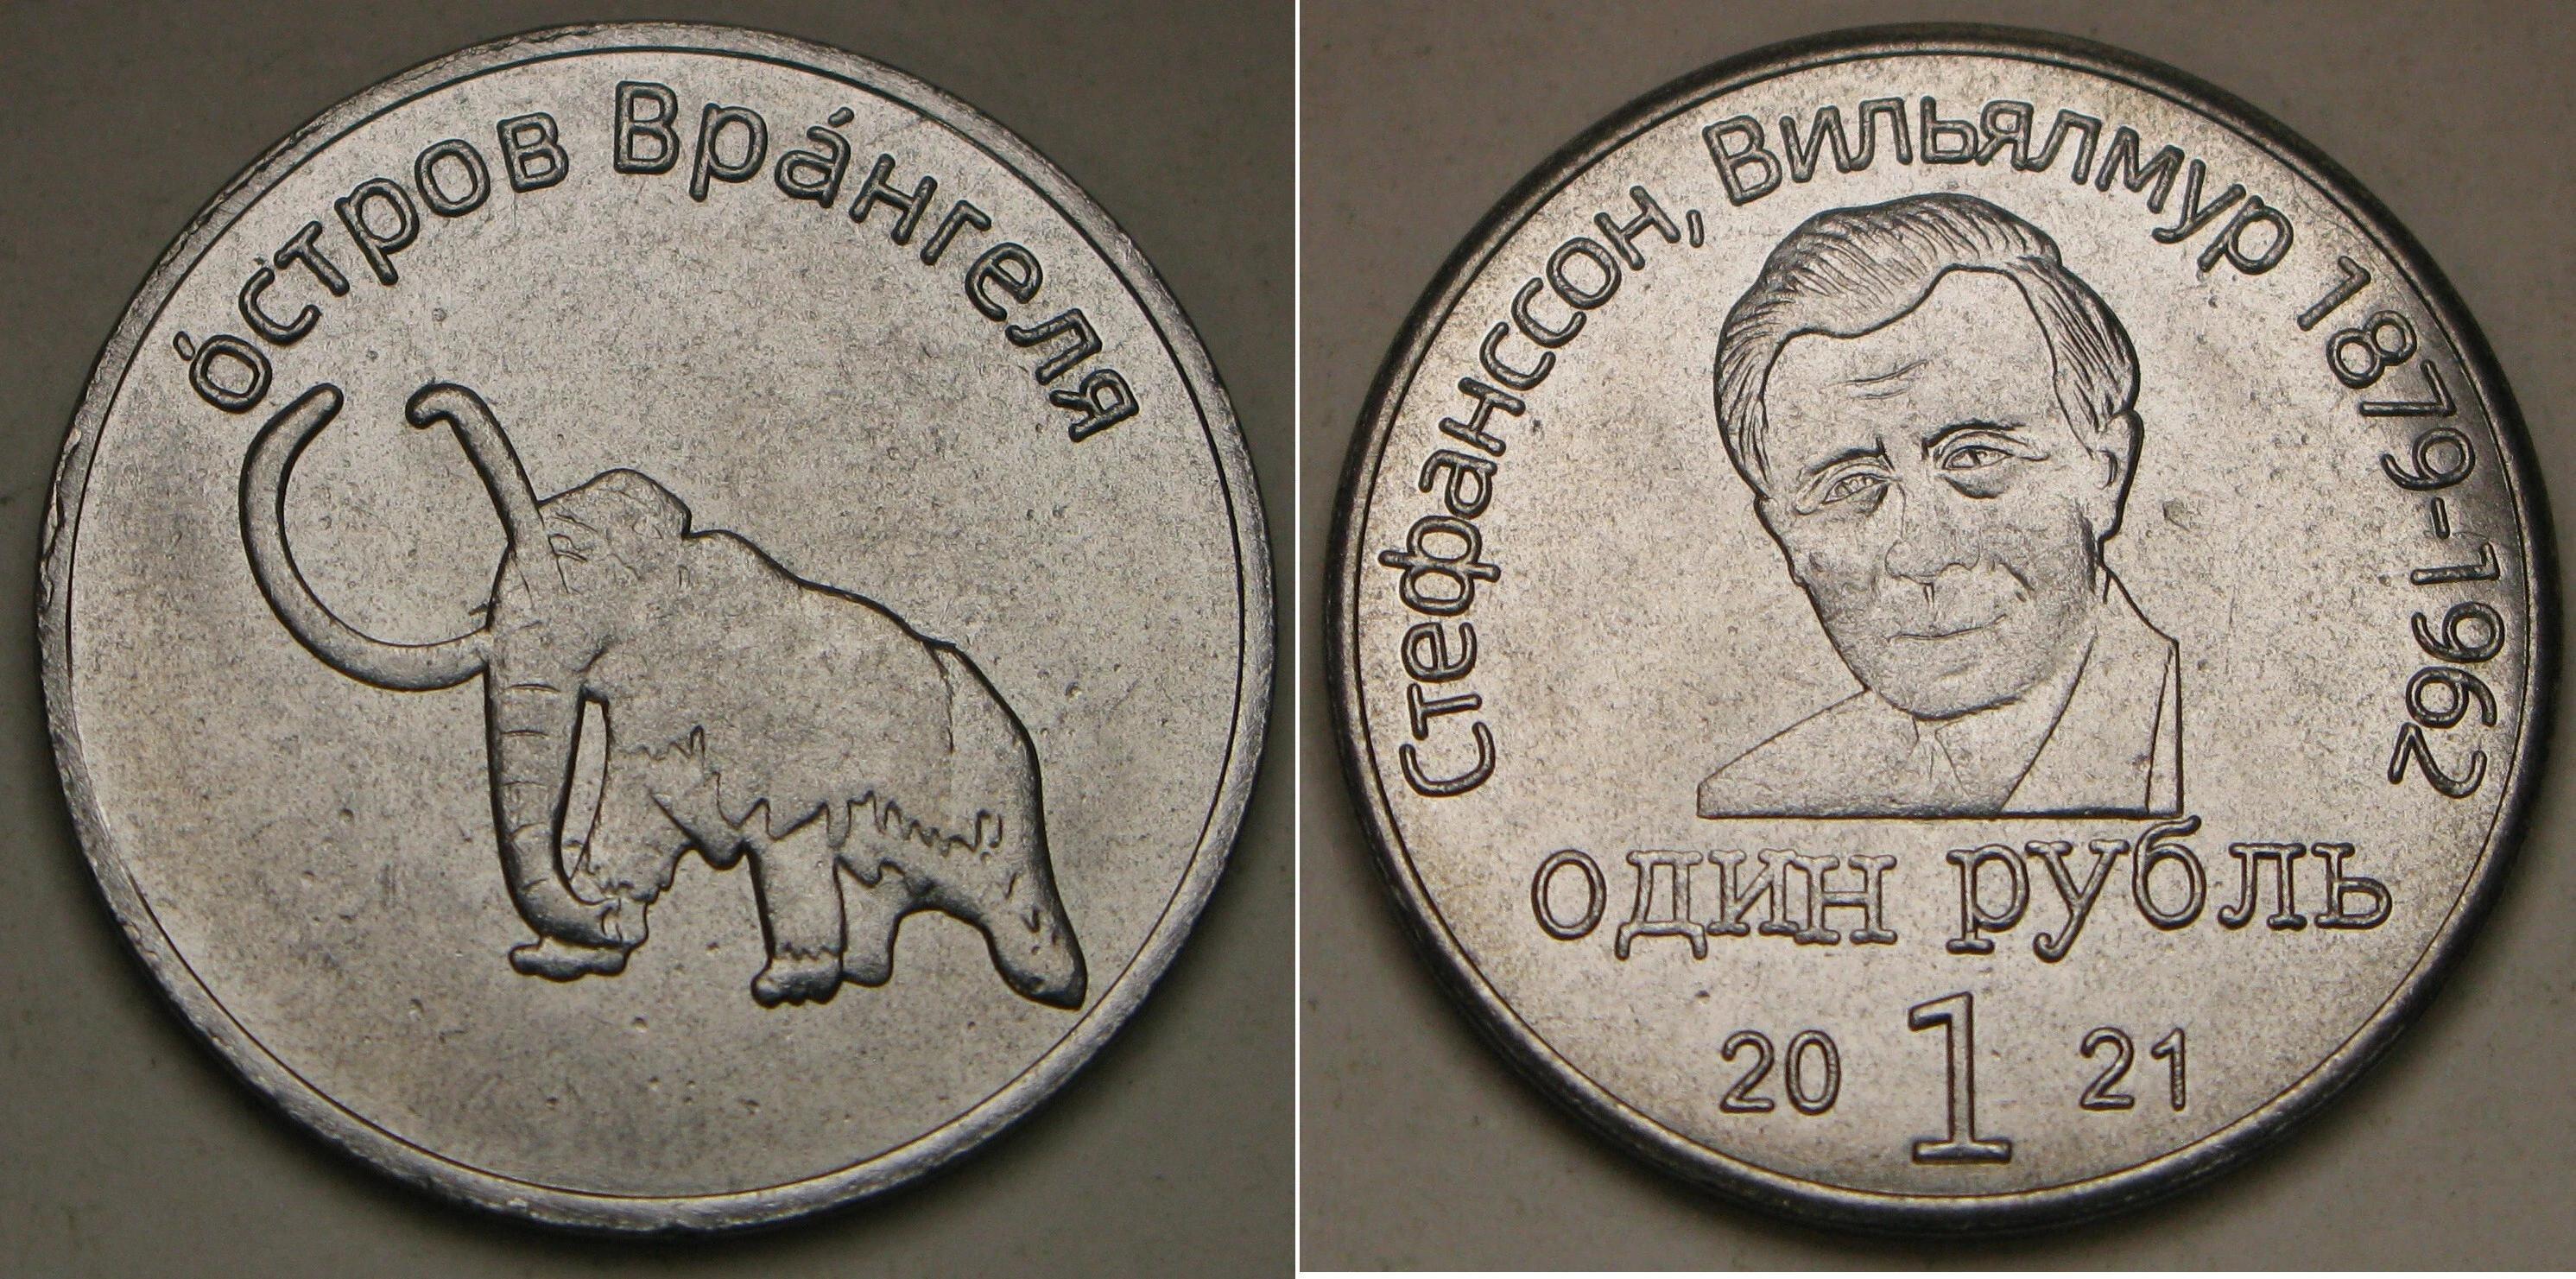 о́стров Вра́нгеля
Стефанссон, Вильялмур 1879-1962
один рубль
20 1 21